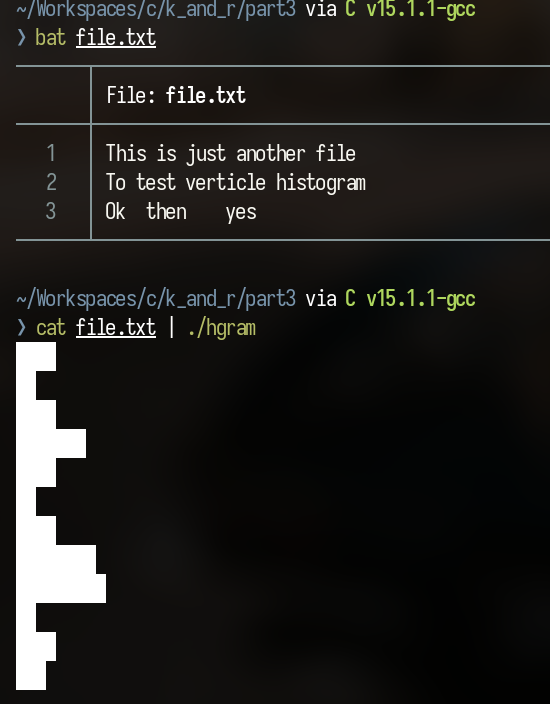 ~/Workspaces/c/k_and_r/part3 via C v15.1.1-gcc
❯ bat file.txt
File: file.txt
1 This is just another file
2 To test verticle histogram
3 Ok  then    yes
~/Workspaces/c/k_and_r/part3 via C v15.1.1-gcc
❯ cat file.txt | ./hgram